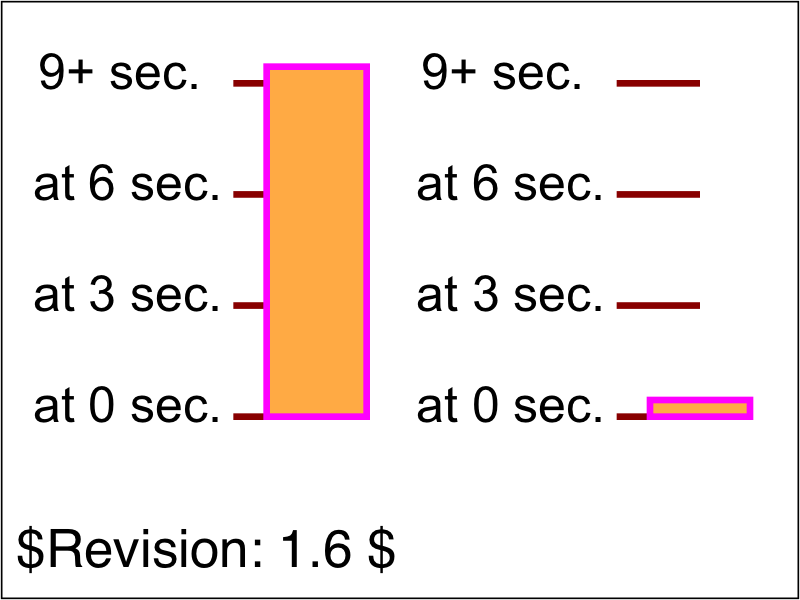 9+ sec. 9+ sec.
at 6 sec. at 6 sec.
at 3 sec. at 3 sec.
at 0 sec. at 0 sec.
$Revision: 1.6 $